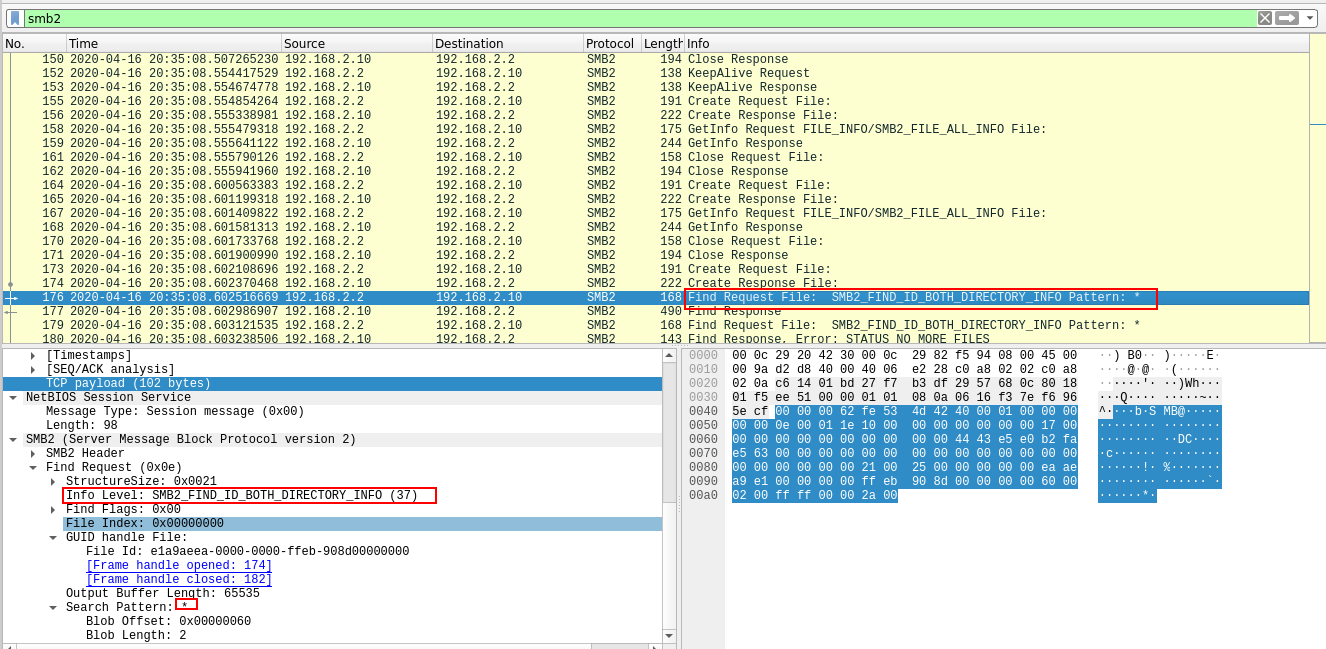 smb2
No. Time Source Destination Protocol Length Info
150 2020-04-16 20:35:08.507265230 192.168.2.10 192.168.2.2 SMB2 194 Close Response
152 2020-04-16 20:35:08.554417529 192.168.2.2 192.168.2.10 SMB2 138 KeepAlive Request
153 2020-04-16 20:35:08.554674778 192.168.2.10 192.168.2.2 SMB2 138 KeepAlive Response
155 2020-04-16 20:35:08.554854264 192.168.2.2 192.168.2.10 SMB2 191 Create Request File:
156 2020-04-16 20:35:08.555338981 192.168.2.10 192.168.2.2 SMB2 222 Create Response File:
158 2020-04-16 20:35:08.555479318 192.168.2.2 192.168.2.10 SMB2 175 GetInfo Request FILE_INFO/SMB2_FILE_ALL_INFO File:
159 2020-04-16 20:35:08.555641122 192.168.2.10 192.168.2.2 SMB2 244 GetInfo Response
161 2020-04-16 20:35:08.555790126 192.168.2.2 192.168.2.10 SMB2 158 Close Request File:
162 2020-04-16 20:35:08.555941960 192.168.2.10 192.168.2.2 SMB2 194 Close Response
164 2020-04-16 20:35:08.600563383 192.168.2.2 192.168.2.10 SMB2 191 Create Request File:
165 2020-04-16 20:35:08.601199318 192.168.2.10 192.168.2.2 SMB2 222 Create Response File:
167 2020-04-16 20:35:08.601409822 192.168.2.2 192.168.2.10 SMB2 175 GetInfo Request FILE_INFO/SMB2_FILE_ALL_INFO File:
168 2020-04-16 20:35:08.601581313 192.168.2.10 192.168.2.2 SMB2 244 GetInfo Response
170 2020-04-16 20:35:08.601733768 192.168.2.2 192.168.2.10 SMB2 158 Close Request File:
171 2020-04-16 20:35:08.601900990 192.168.2.10 192.168.2.2 SMB2 194 Close Response
173 2020-04-16 20:35:08.602108696 192.168.2.2 192.168.2.10 SMB2 191 Create Request File:
174 2020-04-16 20:35:08.602370468 192.168.2.10 192.168.2.2 SMB2 222 Create Response File:
176 2020-04-16 20:35:08.602516669 192.168.2.2 192.168.2.10 SMB2 168 Find Request File: SMB2_FIND_ID_BOTH_DIRECTORY_INFO Pattern: *
177 2020-04-16 20:35:08.602986907 192.168.2.10 192.168.2.2 SMB2 490 Find Response
179 2020-04-16 20:35:08.603121535 192.168.2.2 192.168.2.10 SMB2 168 Find Request File: SMB2_FIND_ID_BOTH_DIRECTORY_INFO Pattern: *
180 2020-04-16 20:35:08.603238506 192.168.2.10 192.168.2.2 SMB2 143 Find Response, Error: STATUS_NO_MORE_FILES
[Timestamps]
[SEQ/ACK analysis]
TCP payload (102 bytes)
NetBIOS Session Service
Message Type: Session message (0x00)
Length: 98
SMB2 (Server Message Block Protocol version 2)
SMB2 Header
Find Request (0x0e)
StructureSize: 0x0021
Info Level: SMB2_FIND_ID_BOTH_DIRECTORY_INFO (37)
Find Flags: 0x00
File Index: 0x00000000
GUID handle File:
File Id: e1a9aeea-0000-0000-ffeb-908d00000000
[Frame handle opened: 174]
[Frame handle closed: 182]
Output Buffer Length: 65535
Search Pattern: *
Blob Offset: 0x00000060
Blob Length: 2
0000 00 0c 29 20 42 30 00 0c 29 82 f5 94 08 00 45 00 ··) B0·· )·····E·
0010 00 9a d2 d8 40 00 40 06 e2 28 c0 a8 02 02 c0 a8 ····@·@· ·(······
0020 02 0a c6 14 01 bd 27 f7 b3 df 29 57 68 0c 80 18 ······'· ··)Wh···
0030 01 f5 ee 51 00 00 01 01 08 0a 06 16 f3 7e f6 96 ···Q···· ·····~··
0040 5e cf 00 00 00 62 fe 53 4d 42 40 00 01 00 00 00 ^····b·S MB@·····
0050 00 00 0e 00 01 1e 10 00 00 00 00 00 00 00 17 00 ········ ········
0060 00 00 00 00 00 00 00 00 00 00 44 43 e5 e0 b2 fa ········ ··DC····
0070 e5 63 00 00 00 00 00 00 00 00 00 00 00 00 00 00 ·c······ ········
0080 00 00 00 00 00 00 21 00 25 00 00 00 00 00 ea ae ······!· %·······
0090 a9 e1 00 00 00 00 ff eb 90 8d 00 00 00 00 60 00 ········ ······`·
00a0 02 00 ff ff 00 00 2a 00 ······*·